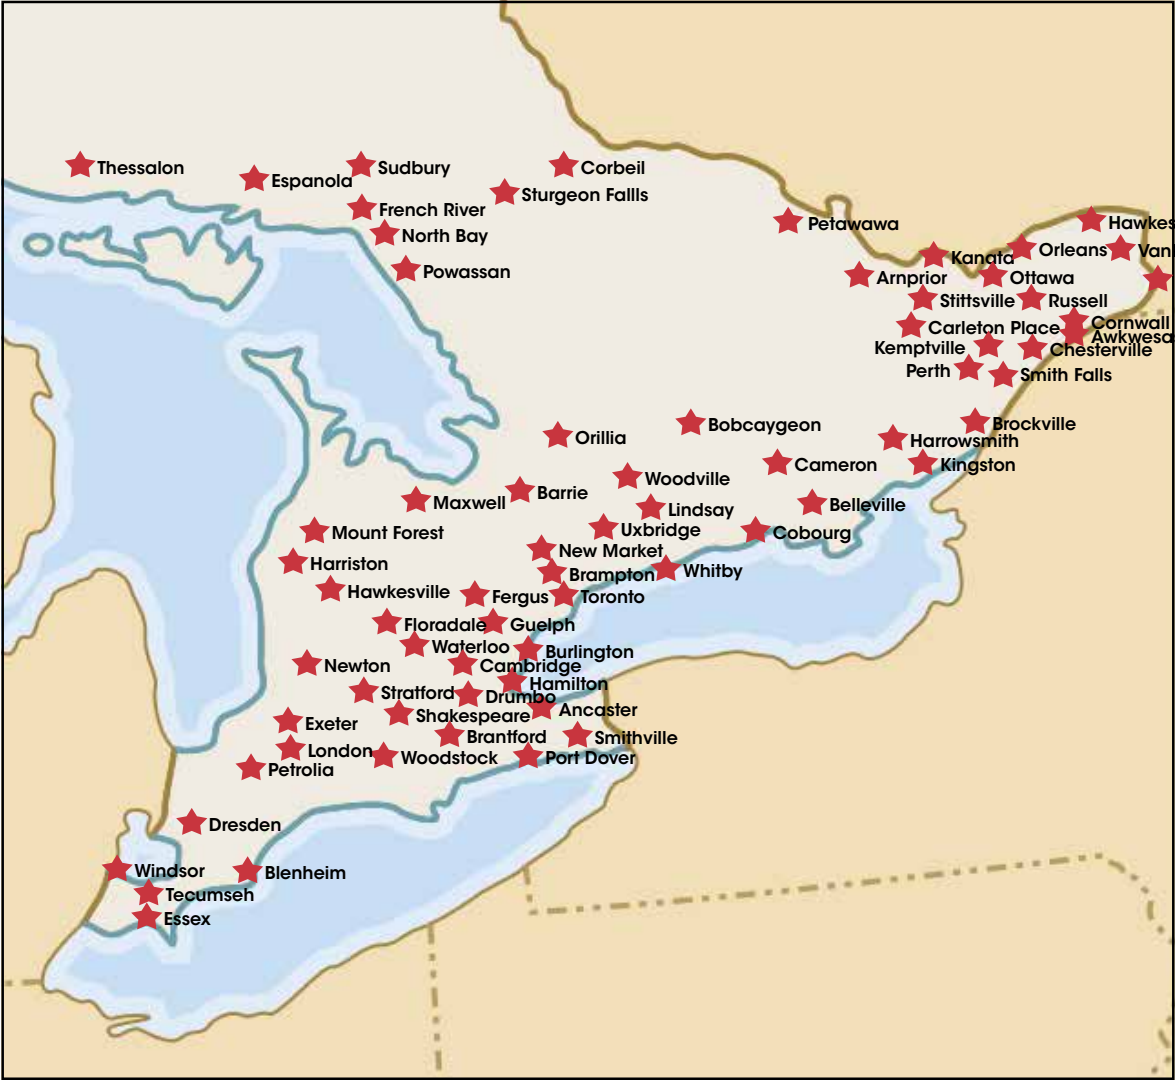 Thessalon
Espanola
Sudbury
Corbeil
Sturgeon Fallls
French River
North Bay
Powassan
Petawawa
Hawkes
Kanata
Orleans
Van
Arnprior
Ottawa
Stittsville
Russell
Carleton Place
Cornwall
Awkwesa
Kemptville
Chesterville
Perth
Smith Falls
Orillia
Bobcaygeon
Brockville
Harrowsmith
Cameron
Kingston
Woodville
Barrie
Maxwell
Lindsay
Belleville
Mount Forest
Uxbridge
Cobourg
New Market
Harriston
Brampton
Whitby
Hawkesville
Fergus
Toronto
Floradale
Guelph
Waterloo
Burlington
Newton
Cambridge
Hamilton
Stratford
Drumbo
Shakespeare
Ancaster
Exeter
Brantford
Smithville
London
Woodstock
Port Dover
Petrolia
Dresden
Windsor
Blenheim
Tecumseh
Essex